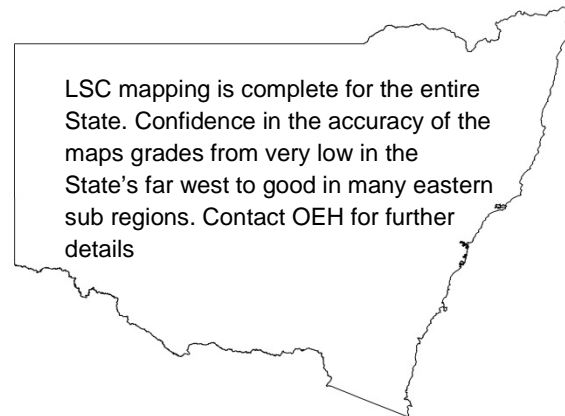 LSC mapping is complete for the entire
State. Confidence in the accuracy of the
maps grades from very low in the
State’s far west to good in many eastern
sub regions. Contact OEH for further
details